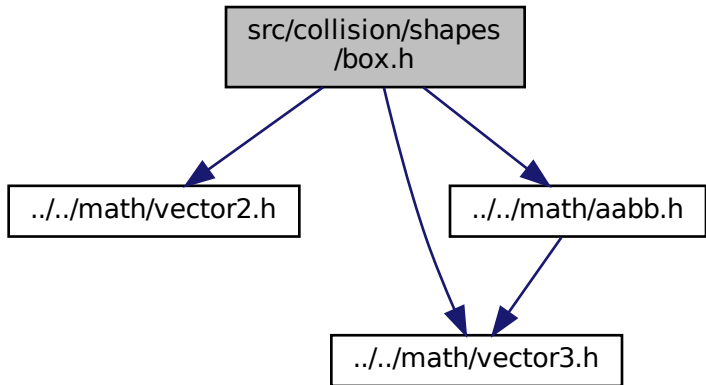 src/collision/shapes
/box.h
../../math/vector2.h
../../math/aabb.h
../../math/vector3.h